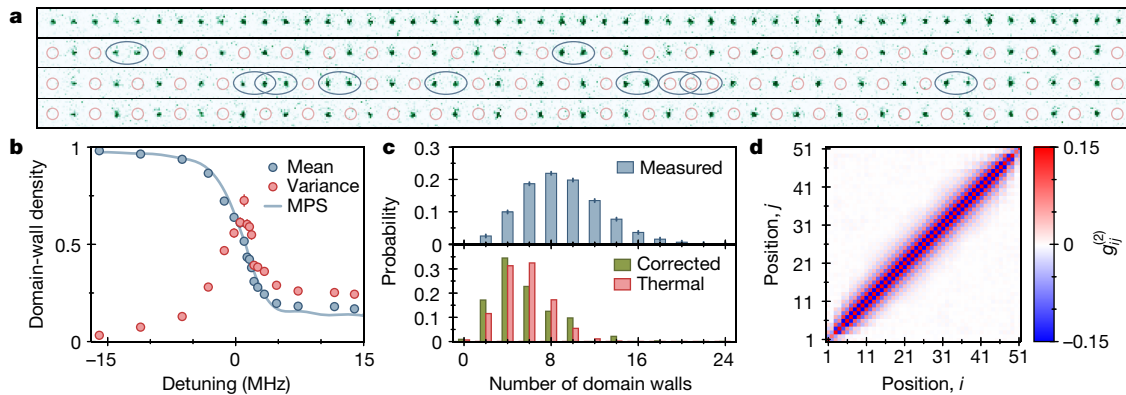 a
b
Domain-wall density
1
0.5
0
−15
0
15
Detuning (MHz)
Mean
Variance
MPS
c
Probability
0.3
0.2
0.1
0
Measured
0.3
0.2
0.1
0
Corrected
Thermal
0
8
16
24
Number of domain walls
d
Position, j
51
41
31
21
11
1
1
11
21
31
41
51
Position, i
0.15
0
−0.15
g_{ij}^{(2)}